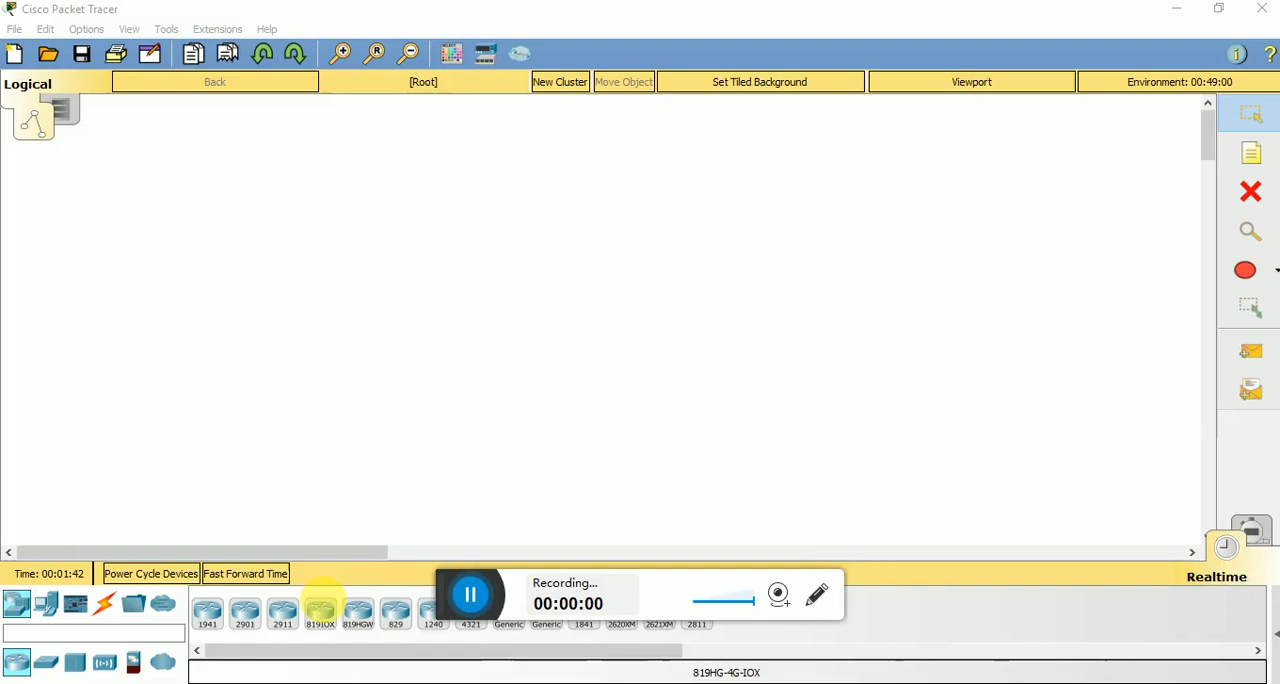 Cisco Packet Tracer
File Edit Options View Tools Extensions Help
Logical Back [Root] New Cluster Move Object Set Tiled Background Viewport Environment: 00:49:00
Time: 00:01:42 Power Cycle Devices Fast Forward Time
Realtime
Recording...
00:00:00
1941 2901 2911 819IOX 819HGW 829 1240 4321 Generic Generic 1841 2620XM 2621XM 2811
819HG-4G-IOX